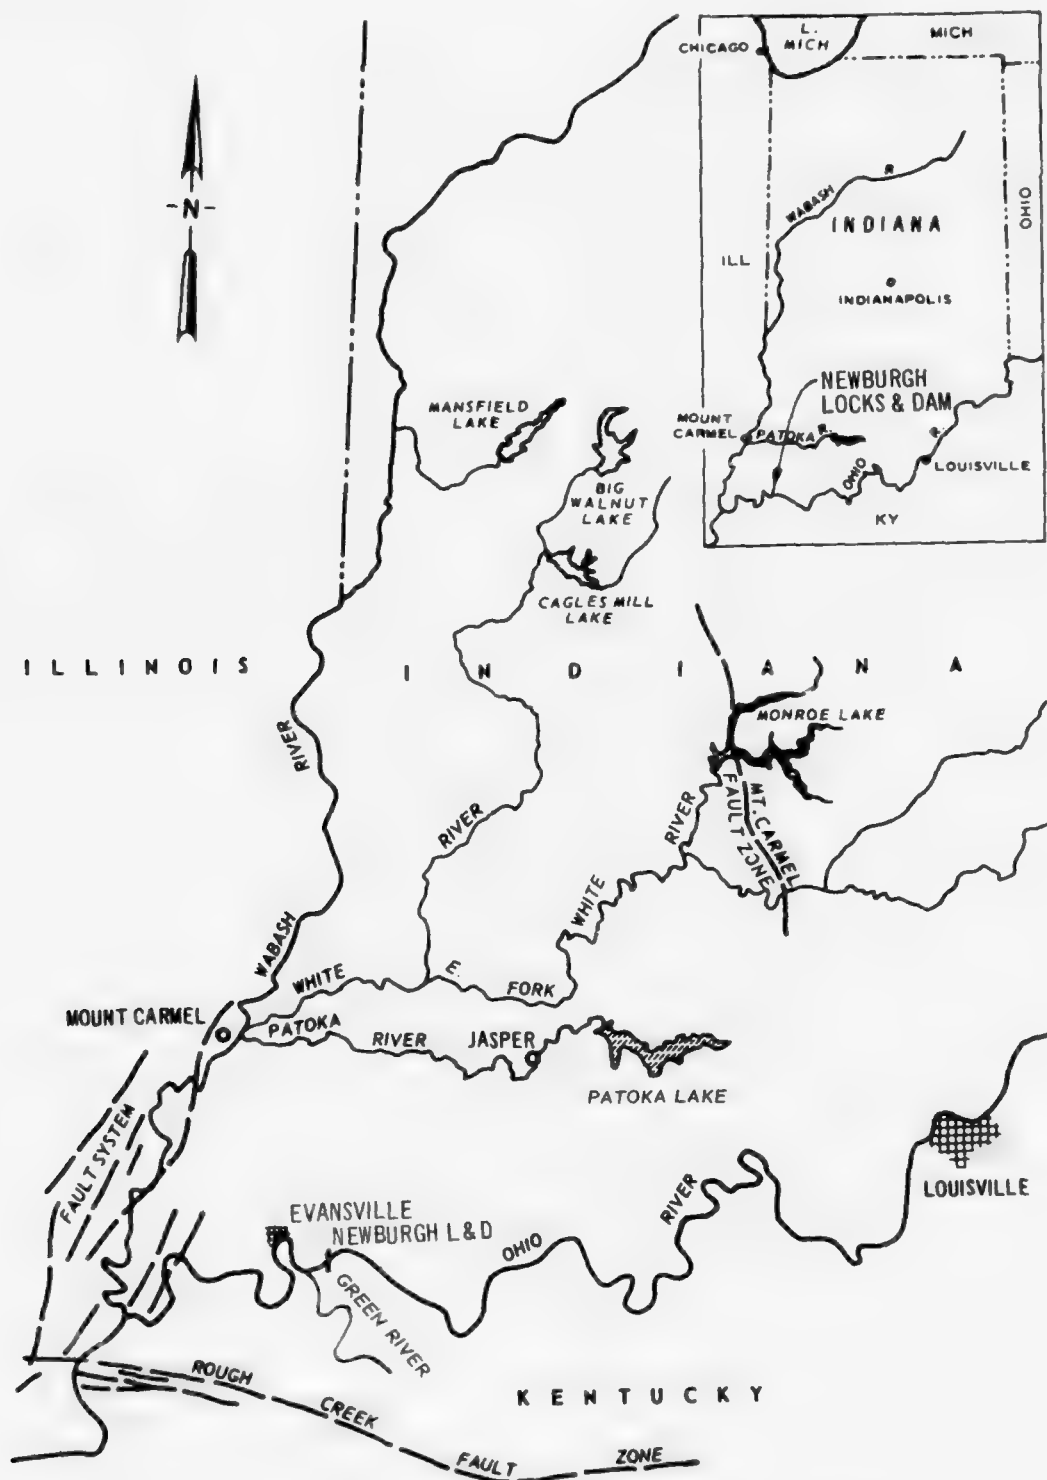 L.
MICH
MICH
CHICAGO
N
WABASH R
INDIANA
OHIO
ILL
INDIANAPOLIS
NEWBURGH
LOCKS & DAM
MOUNT
CARMEL
PATOKA R.
OHIO R.
LOUISVILLE
KY
MANSFIELD
LAKE
BIG
WALNUT
LAKE
CAGLES MILL
LAKE
ILLINOIS
INDIANA
MONROE LAKE
RIVER
RIVER
RIVER
MT. CARMEL
FAULT ZONE
WHITE
WABASH
WHITE
E.
FORK
MOUNT CARMEL
PATOKA
RIVER
JASPER
PATOKA LAKE
FAULT SYSTEM
LOUISVILLE
EVANSVILLE
NEWBURGH L&D
OHIO
RIVER
GREEN RIVER
ROUGH
CREEK
FAULT
ZONE
KENTUCKY